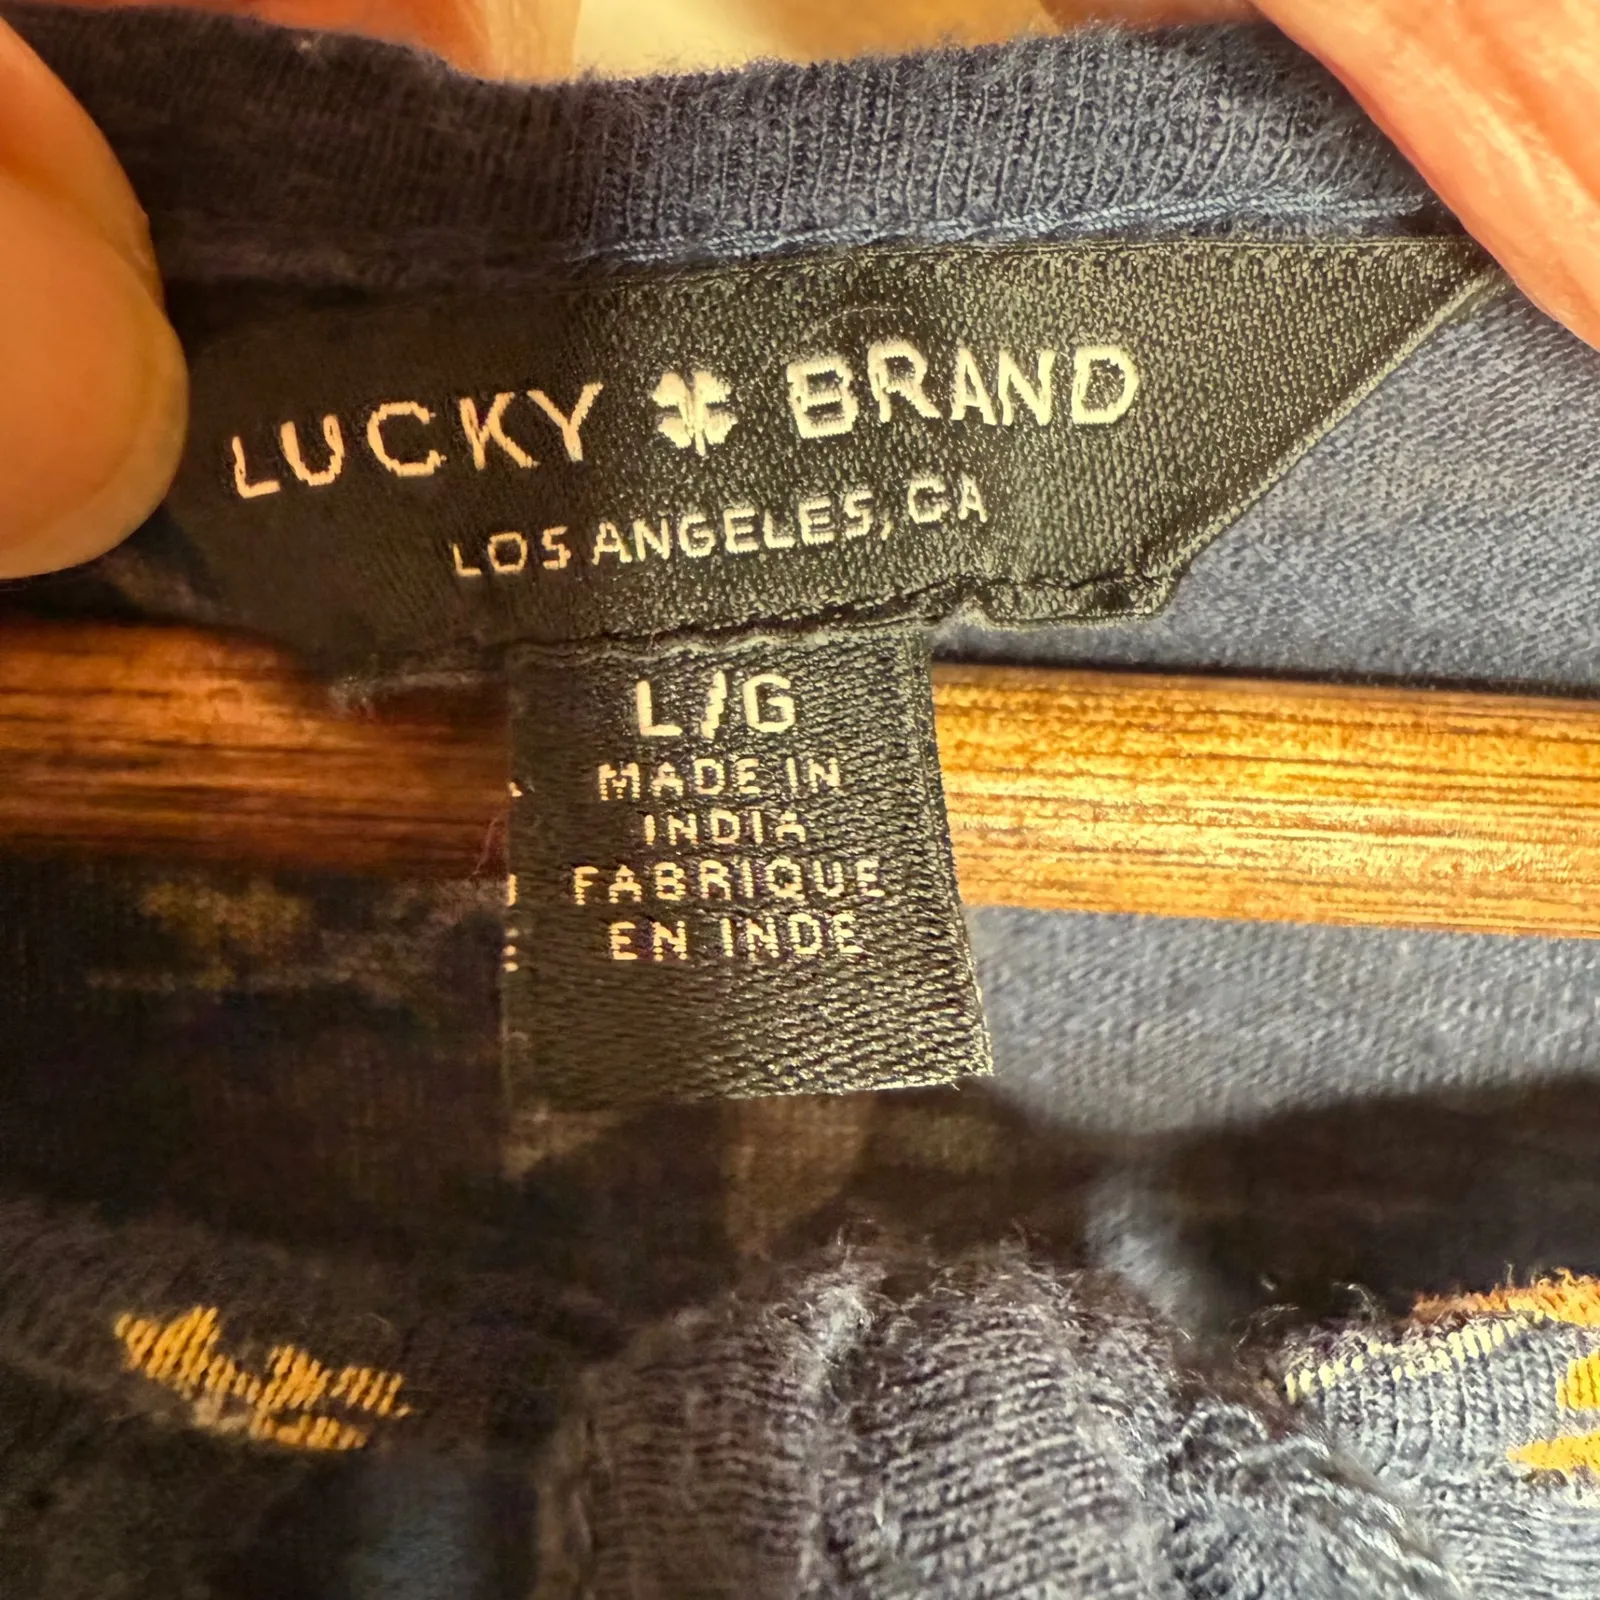 LUCKY BRAND
LOS ANGELES, CA
L/G
MADE IN
INDIA
FABRIQUE
EN INDE